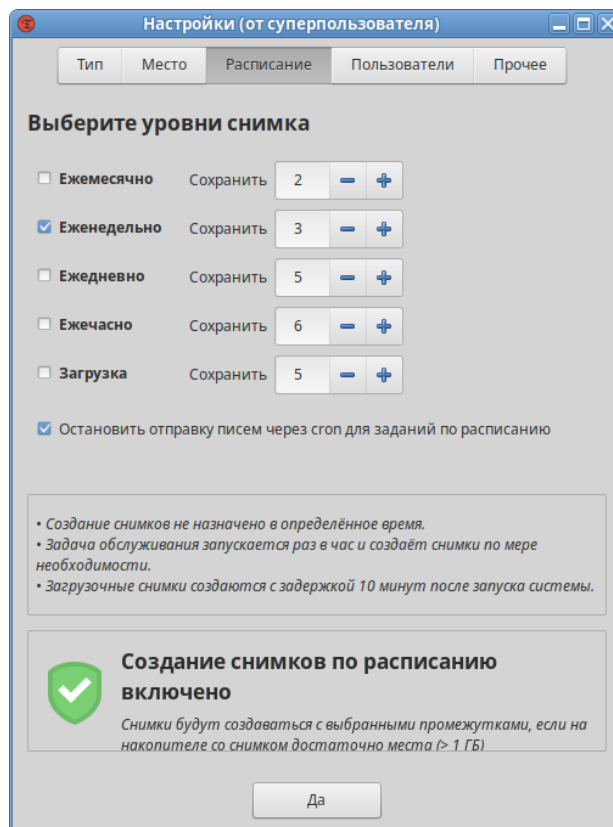 Настройки (от суперпользователя)
Тип Место Расписание Пользователи Прочее
Выберите уровни снимка
Ежемесячно Сохранить 2
Еженедельно Сохранить 3
Ежедневно Сохранить 5
Ежечасно Сохранить 6
Загрузка Сохранить 5
Остановить отправку писем через cron для заданий по расписанию
• Создание снимков не назначено в определённое время.
• Задача обслуживания запускается раз в час и создаёт снимки по мере
необходимости.
• Загрузочные снимки создаются с задержкой 10 минут после запуска системы.
Создание снимков по расписанию
включено
Снимки будут создаваться с выбранными промежутками, если на
накопителе со снимком достаточно места (> 1 ГБ)
Да